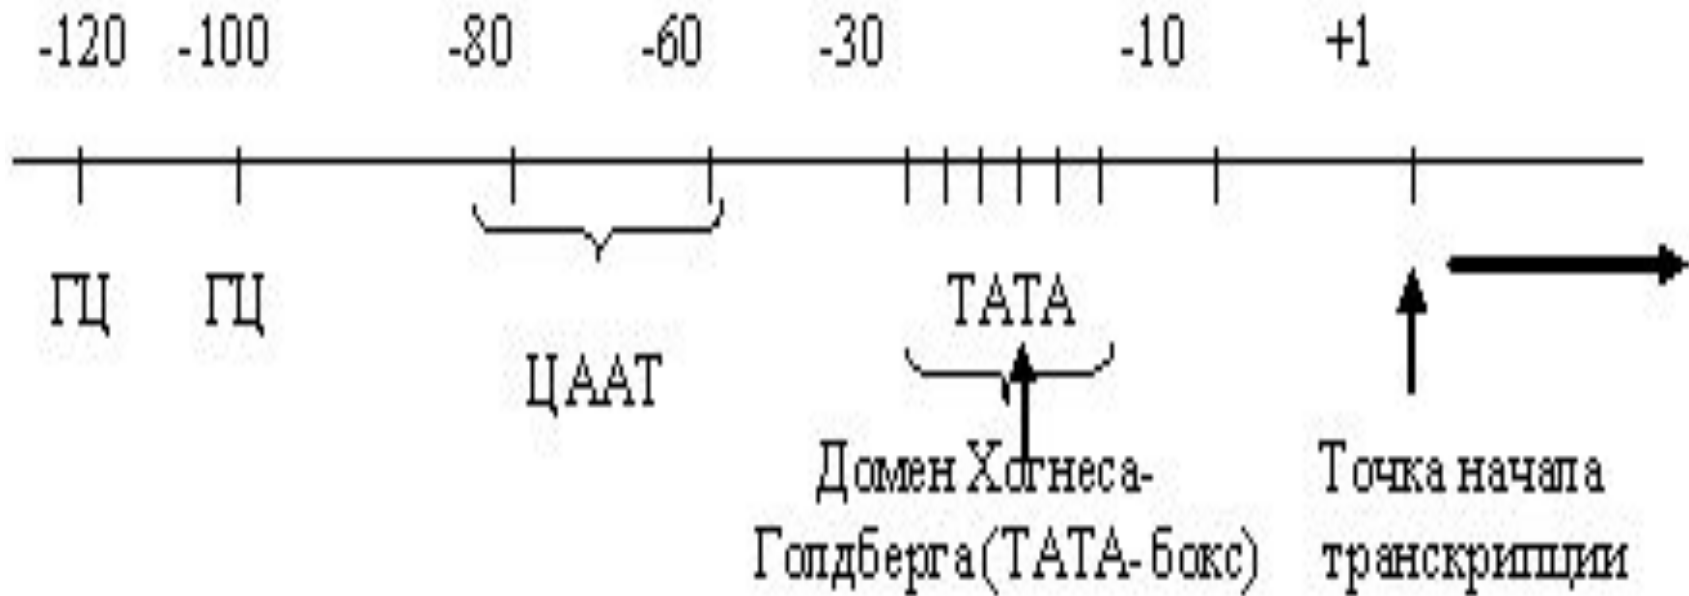 -120 -100 -80 -60 -30 -10 +1
ГЦ ГЦ ТАТА
ЦААТ
Домен Хогнеса- Точка начала
Голдберга(ТАТА-бокс) транскрипции